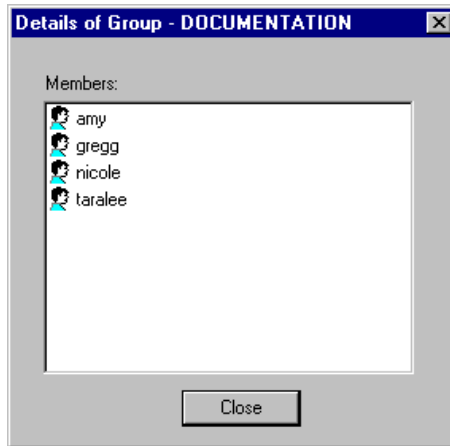 Details of Group - DOCUMENTATION
Members:
amy
gregg
nicole
taralee
Close